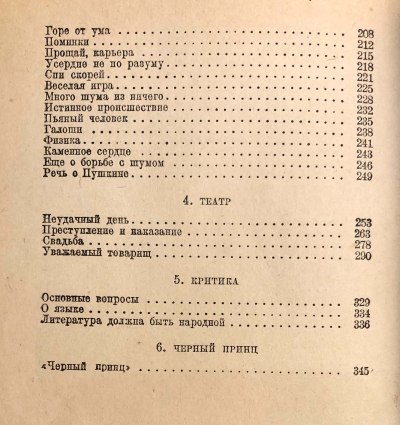 Горе от ума 208
Поминки 212
Прощай, карьера 215
Усердие не по разуму 218
Спи скорей 221
Веселая игра 225
Много шума из ничего 228
Истинное происшествие 232
Пьяный человек 235
Галоши 238
Физика 241
Каменное сердце 243
Еще о борьбе с шумом 246
Речь о Пушкине 249
4. ТЕАТР
Неудачный день 253
Преступление и наказание 263
Свадьба 278
Уважаемый товарищ 290
5. КРИТИКА
Основные вопросы 329
О языке 334
Литература должна быть народной 336
6. ЧЕРНЫЙ ПРИНЦ
«Черный принц» 345